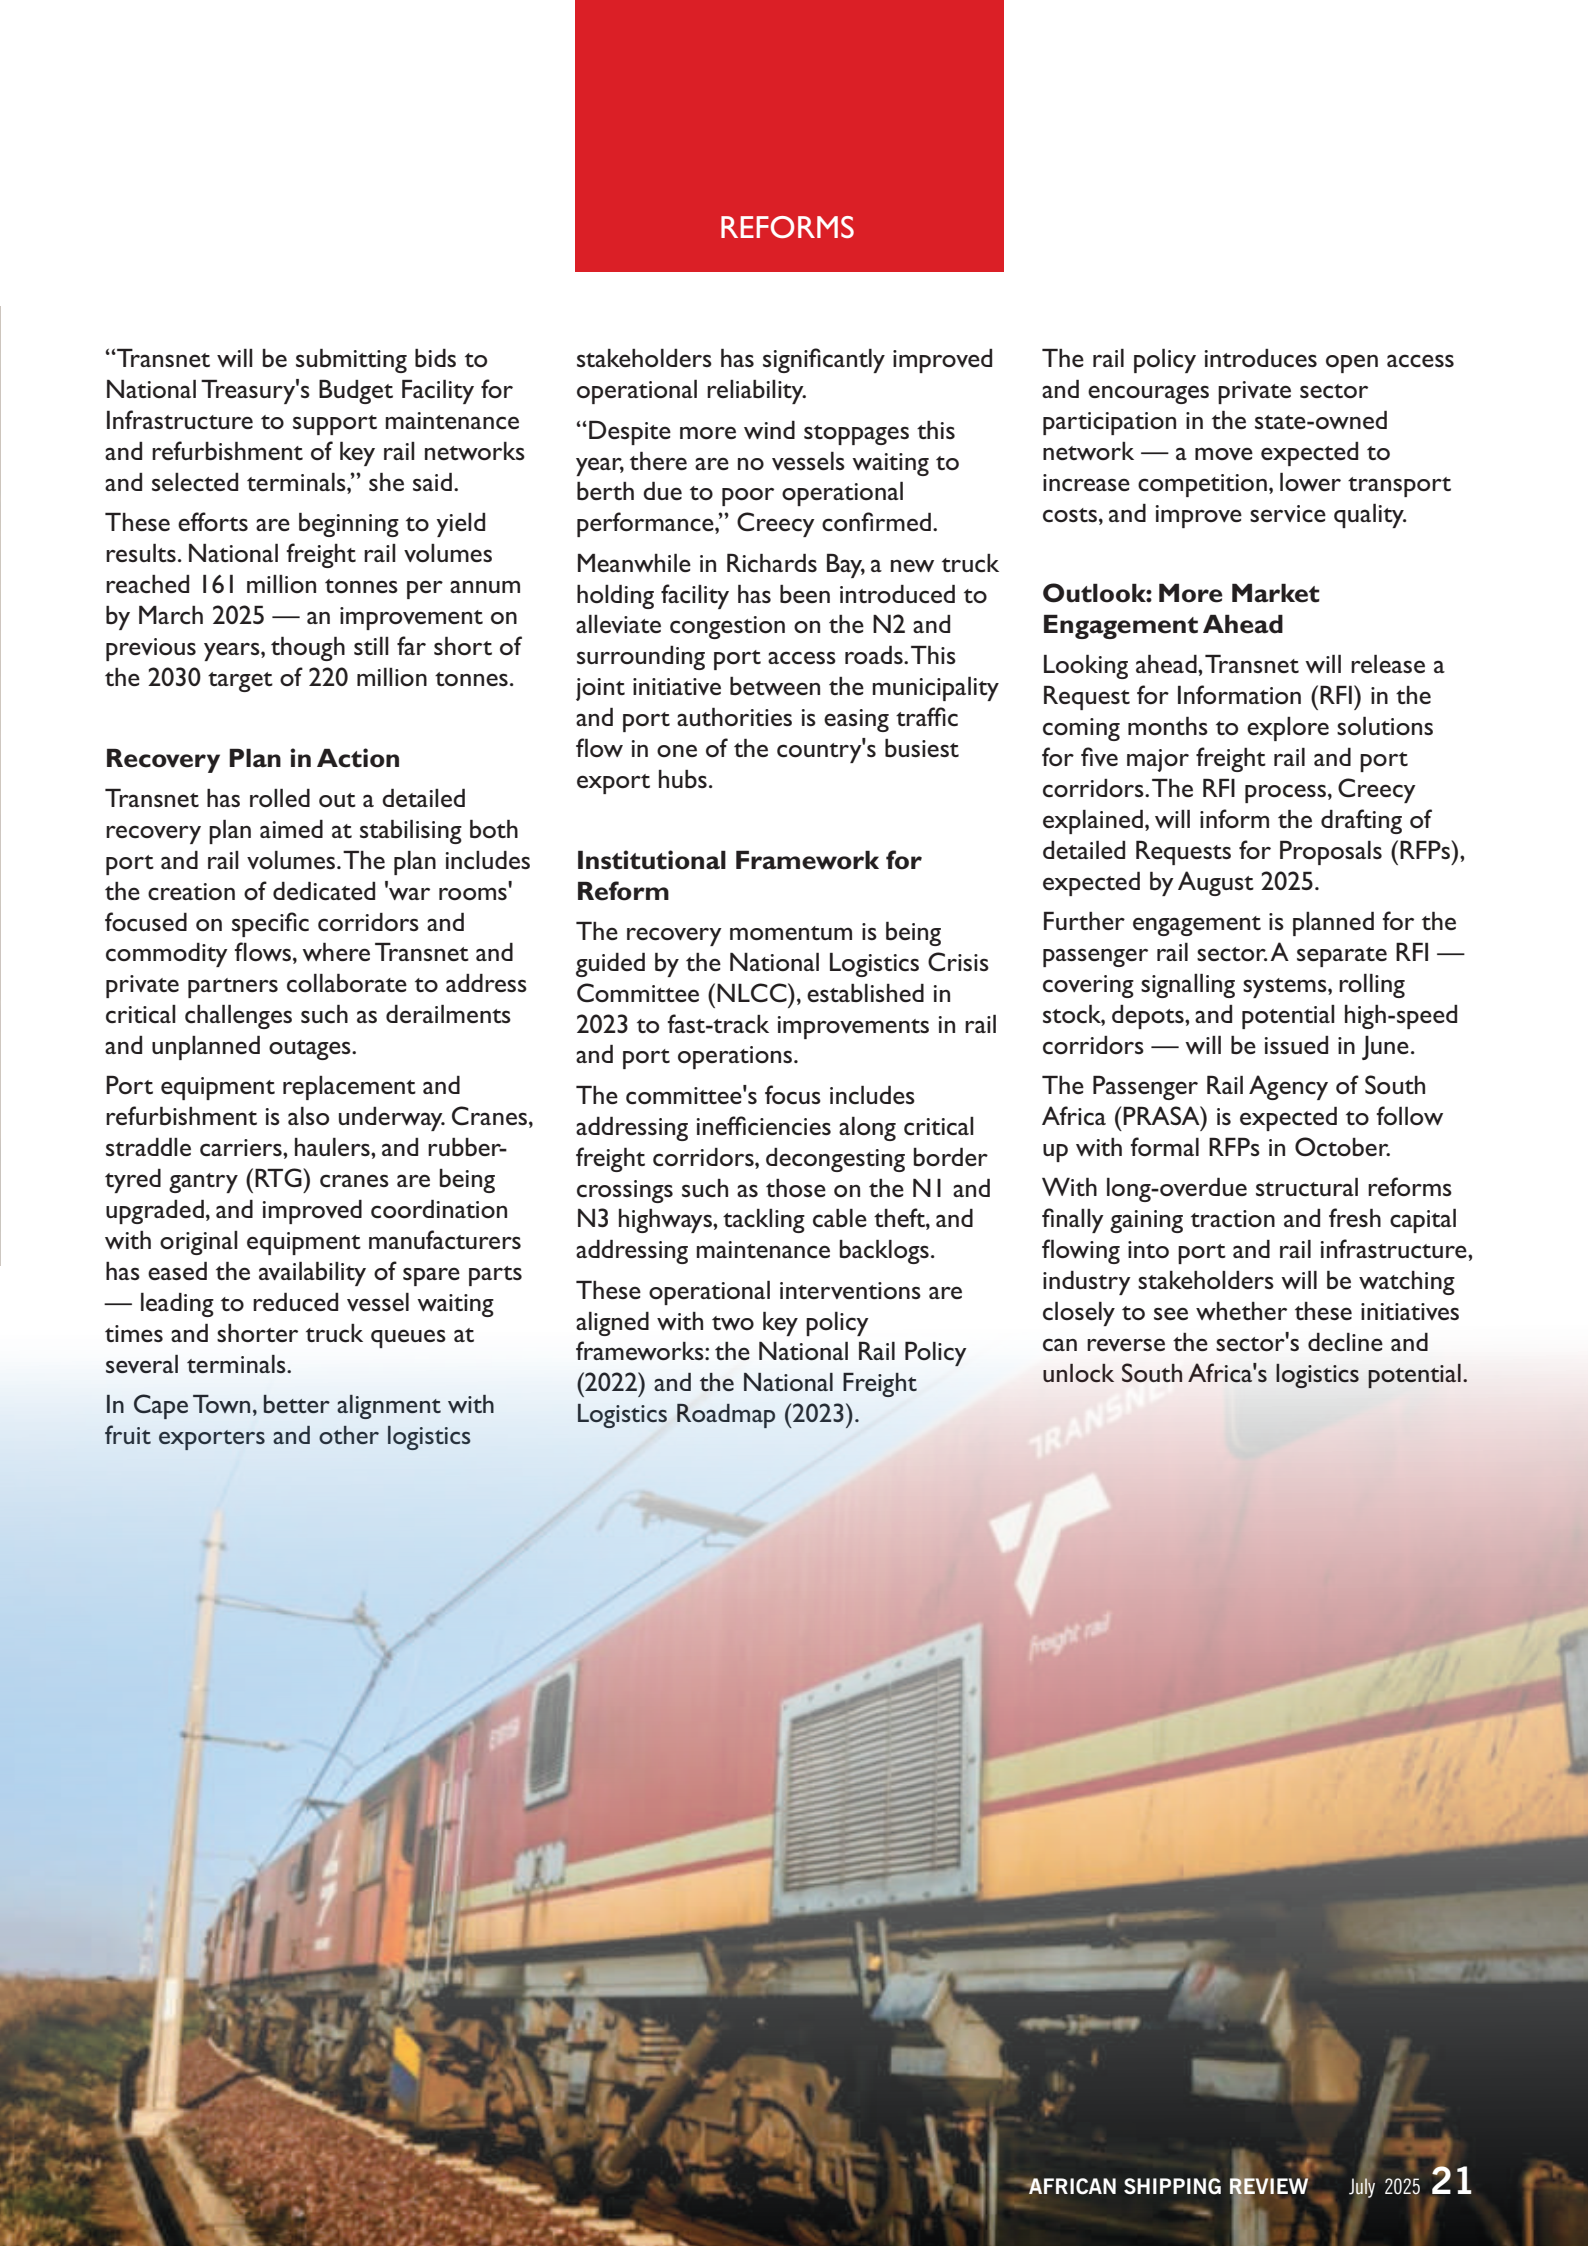 REFORMS
“Transnet will be submitting bids to
National Treasury's Budget Facility for
Infrastructure to support maintenance
and refurbishment of key rail networks
and selected terminals,” she said.
These efforts are beginning to yield
results. National freight rail volumes
reached 161 million tonnes per annum
by March 2025 — an improvement on
previous years, though still far short of
the 2030 target of 220 million tonnes.
Recovery Plan in Action
Transnet has rolled out a detailed
recovery plan aimed at stabilising both
port and rail volumes. The plan includes
the creation of dedicated 'war rooms'
focused on specific corridors and
commodity flows, where Transnet and
private partners collaborate to address
critical challenges such as derailments
and unplanned outages.
Port equipment replacement and
refurbishment is also underway. Cranes,
straddle carriers, haulers, and rubber-
tyred gantry (RTG) cranes are being
upgraded, and improved coordination
with original equipment manufacturers
has eased the availability of spare parts
— leading to reduced vessel waiting
times and shorter truck queues at
several terminals.
In Cape Town, better alignment with
fruit exporters and other logistics
stakeholders has significantly improved
operational reliability.
“Despite more wind stoppages this
year, there are no vessels waiting to
berth due to poor operational
performance,” Creecy confirmed.
Meanwhile in Richards Bay, a new truck
holding facility has been introduced to
alleviate congestion on the N2 and
surrounding port access roads. This
joint initiative between the municipality
and port authorities is easing traffic
flow in one of the country's busiest
export hubs.
Institutional Framework for
Reform
The recovery momentum is being
guided by the National Logistics Crisis
Committee (NLCC), established in
2023 to fast-track improvements in rail
and port operations.
The committee's focus includes
addressing inefficiencies along critical
freight corridors, decongesting border
crossings such as those on the N1 and
N3 highways, tackling cable theft, and
addressing maintenance backlogs.
These operational interventions are
aligned with two key policy
frameworks: the National Rail Policy
(2022) and the National Freight
Logistics Roadmap (2023).
The rail policy introduces open access
and encourages private sector
participation in the state-owned
network — a move expected to
increase competition, lower transport
costs, and improve service quality.
Outlook: More Market
Engagement Ahead
Looking ahead, Transnet will release a
Request for Information (RFI) in the
coming months to explore solutions
for five major freight rail and port
corridors. The RFI process, Creecy
explained, will inform the drafting of
detailed Requests for Proposals (RFPs),
expected by August 2025.
Further engagement is planned for the
passenger rail sector. A separate RFI —
covering signalling systems, rolling
stock, depots, and potential high-speed
corridors — will be issued in June.
The Passenger Rail Agency of South
Africa (PRASA) is expected to follow
up with formal RFPs in October.
With long-overdue structural reforms
finally gaining traction and fresh capital
flowing into port and rail infrastructure,
industry stakeholders will be watching
closely to see whether these initiatives
can reverse the sector's decline and
unlock South Africa's logistics potential.
TRANSNE
freight rail
AFRICAN SHIPPING REVIEW July 2025 21